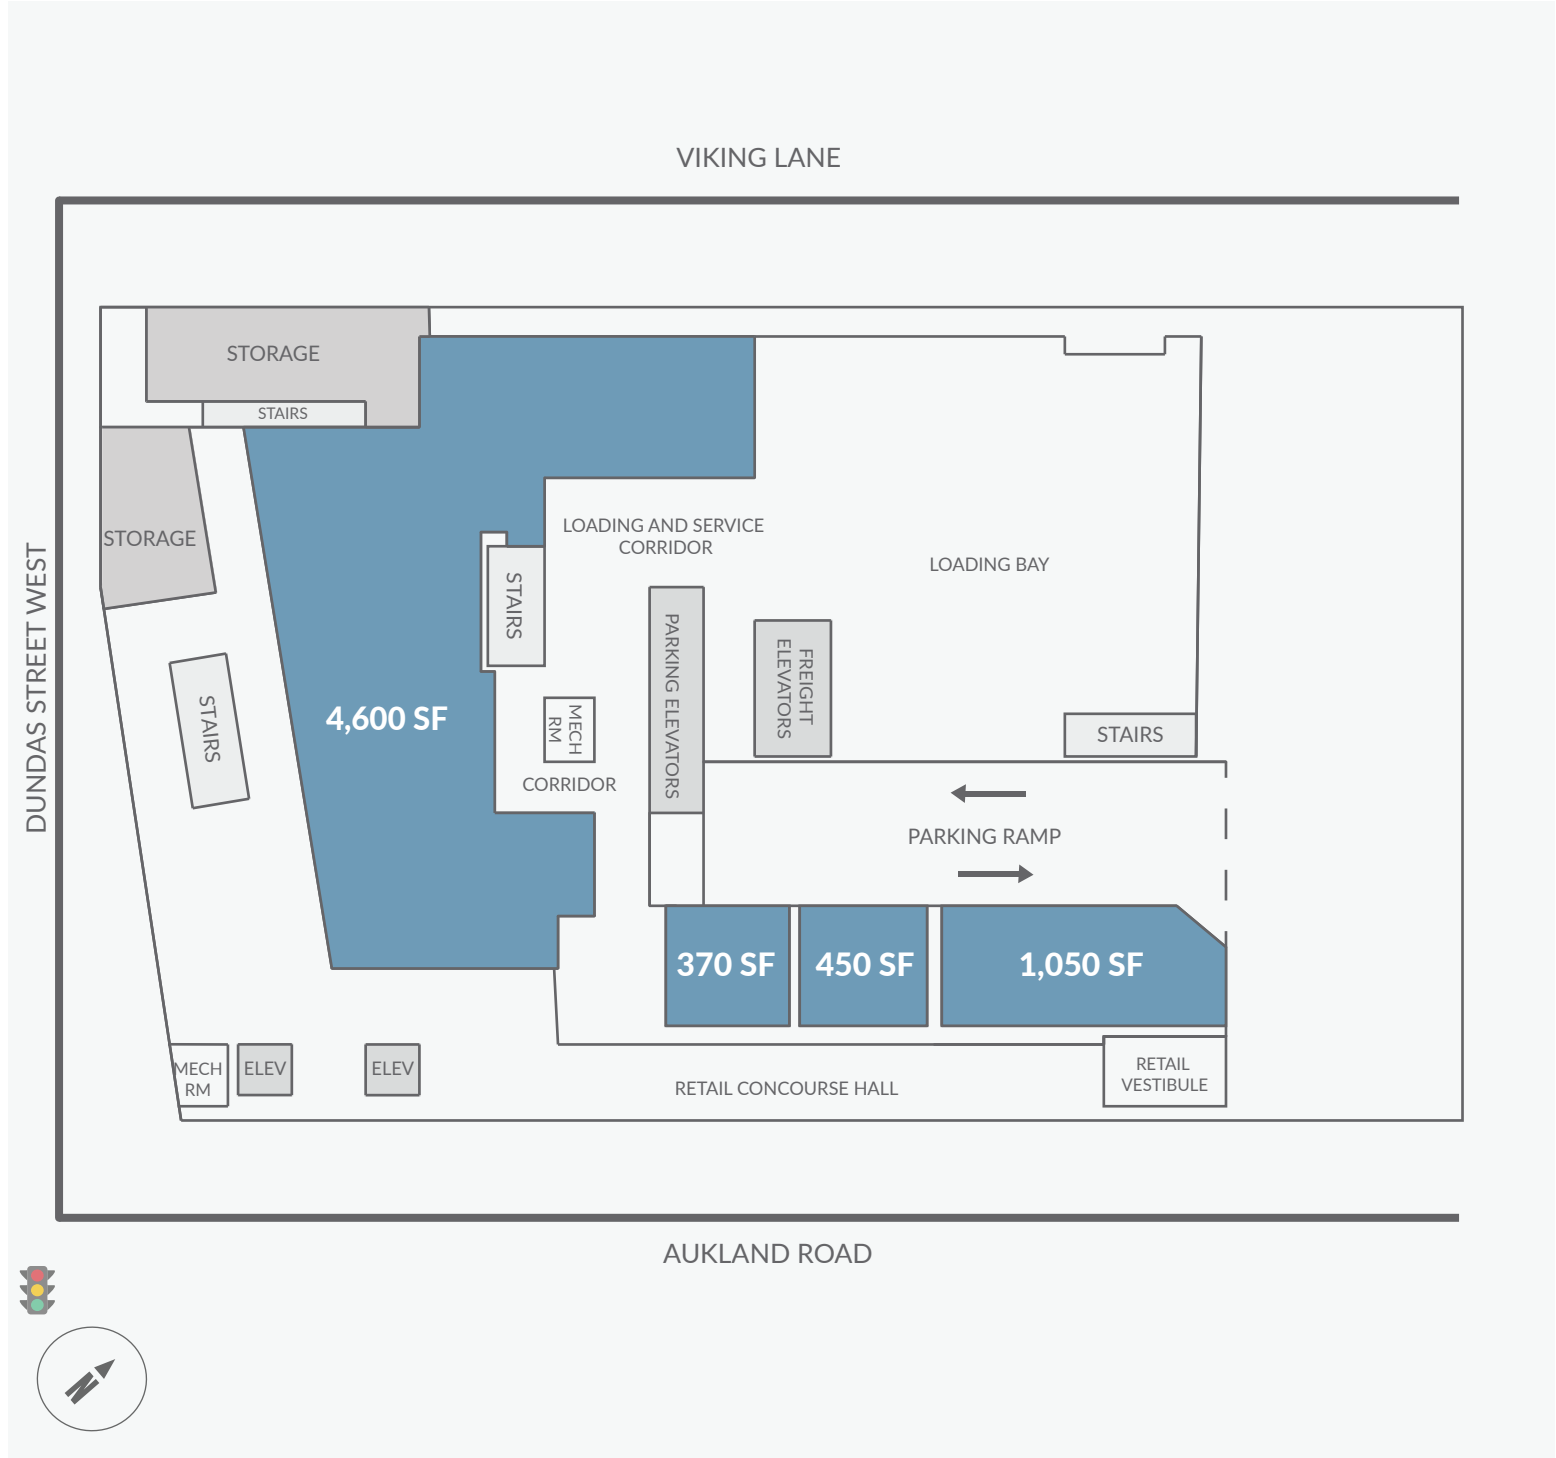 VIKING LANE
STORAGE
STAIRS
STORAGE
LOADING AND SERVICE
CORRIDOR
LOADING BAY
STAIRS
DUNDAS STREET WEST
STAIRS
4,600 SF
MECH
RM
PARKING ELEVATORS
FREIGHT
ELEVATORS
STAIRS
CORRIDOR
PARKING RAMP
370 SF
450 SF
1,050 SF
MECH
RM
ELEV
ELEV
RETAIL CONCOURSE HALL
RETAIL
VESTIBULE
AUKLAND ROAD
N